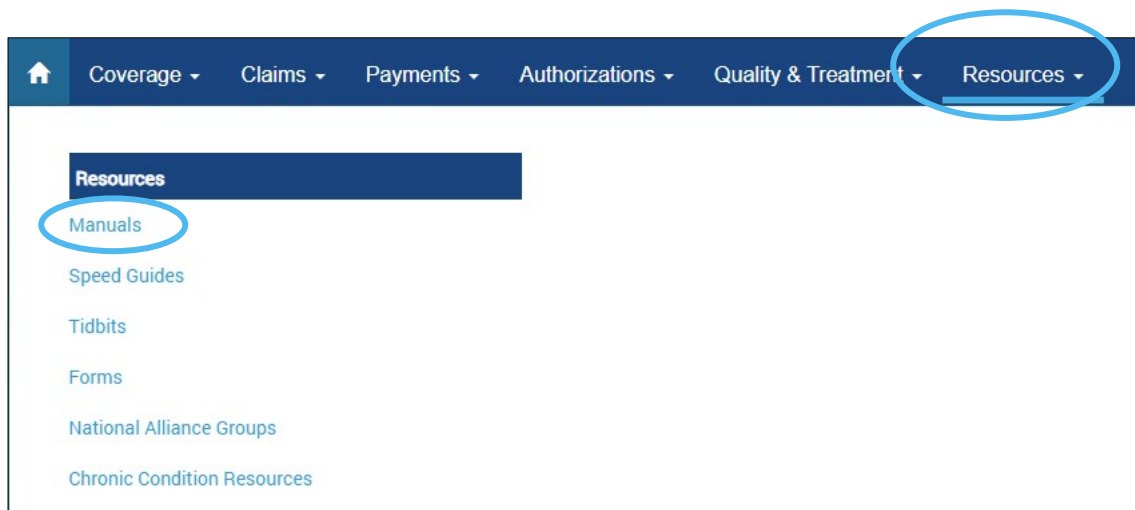 Coverage Claims Payments Authorizations Quality & Treatment Resources
Resources
Manuals
Speed Guides
Tidbits
Forms
National Alliance Groups
Chronic Condition Resources